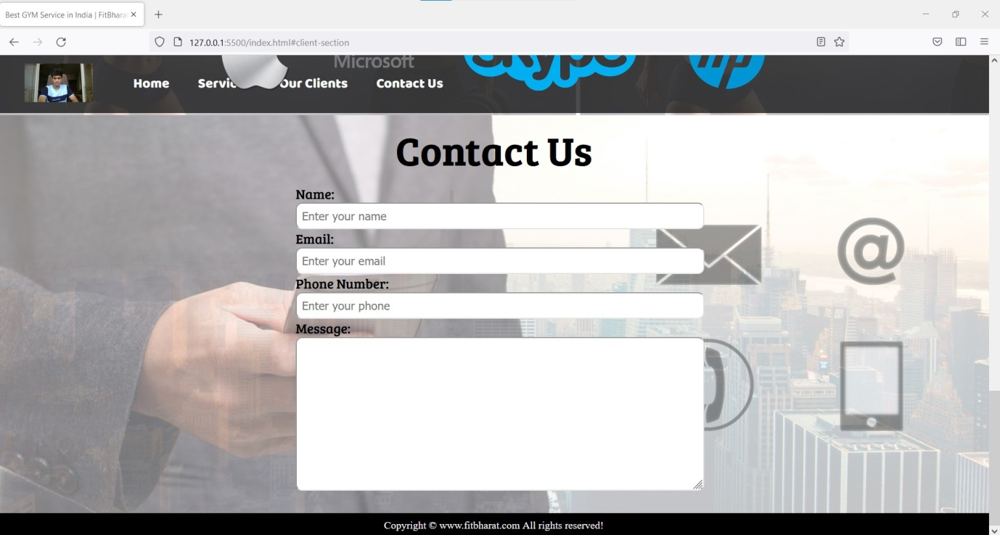 Best GYM Service in India | FitBharat
127.0.0.1:5500/index.html#client-section
Microsoft
skype
hp
Home Our Clients Contact Us
Contact Us
Name:
Enter your name
Email:
Enter your email
Phone Number:
Enter your phone
Message:
Copyright © www.fitbharat.com All rights reserved!